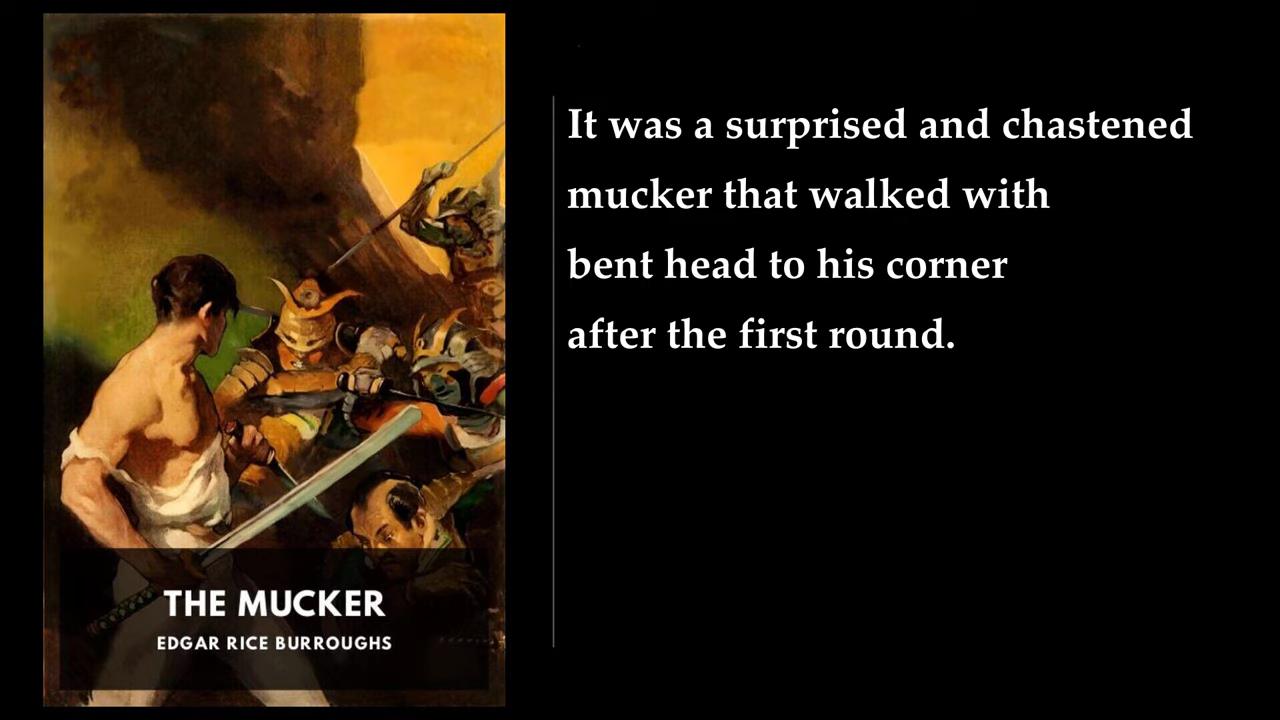 It was a surprised and chastened
mucker that walked with
bent head to his corner
after the first round.
THE MUCKER
EDGAR RICE BURROUGHS